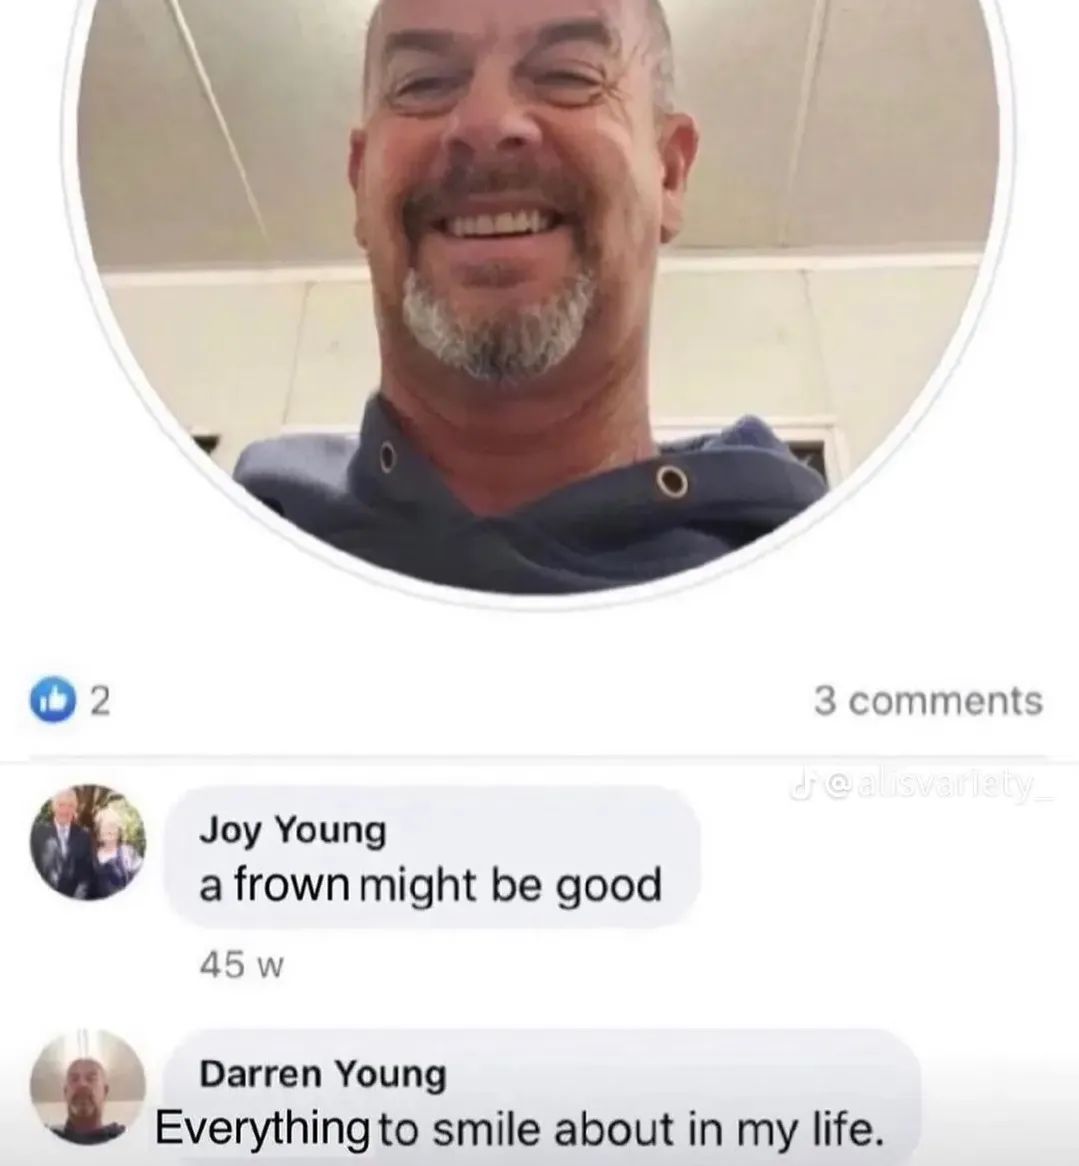 2
3 comments
@alisvariety_
Joy Young
a frown might be good
45 w
Darren Young
Everything to smile about in my life.